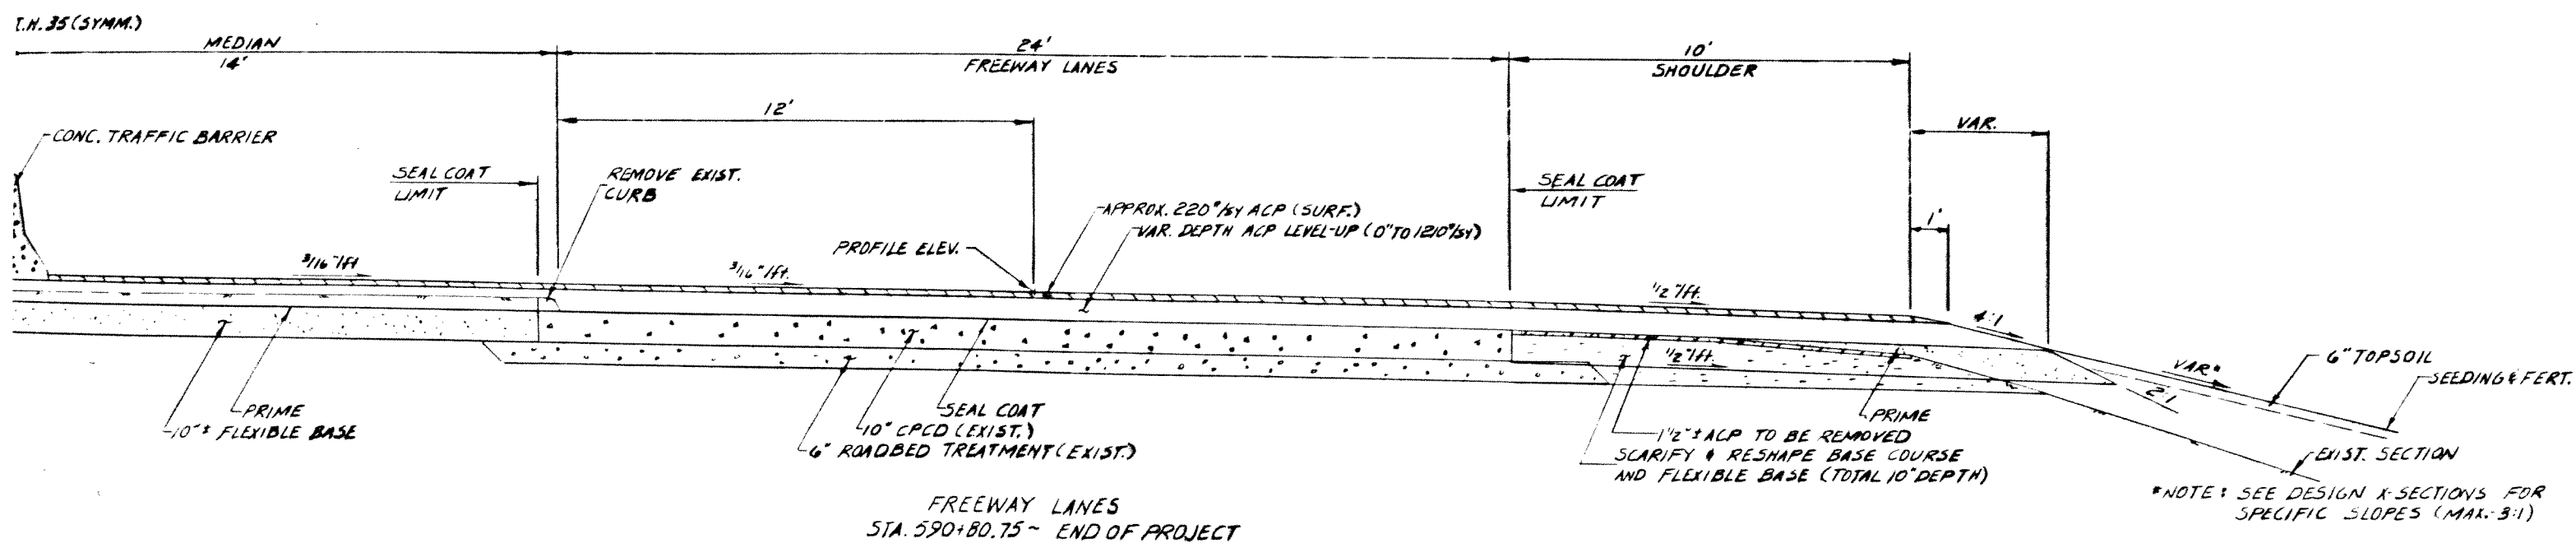 I.H. 35 (SYMM.)
MEDIAN
14'
24'
FREEWAY LANES
10'
SHOULDER
12'
VAR.
CONC. TRAFFIC BARRIER
SEAL COAT
LIMIT
REMOVE EXIST.
CURB
SEAL COAT
LIMIT
APPROX. 220#/SY ACP (SURF.)
VAR. DEPTH ACP LEVEL-UP (0" TO 1210#/SY)
1'
PROFILE ELEV.
3/16"/ft.
3/16"/ft.
1/2"/ft.
4:1
1/2"/ft.
VAR*
6" TOPSOIL
SEEDING & FERT.
2:1
PRIME
10"± FLEXIBLE BASE
SEAL COAT
10" CPCD (EXIST.)
6" ROADBED TREATMENT (EXIST.)
PRIME
1½"± ACP TO BE REMOVED
SCARIFY & RESHAPE BASE COURSE
AND FLEXIBLE BASE (TOTAL 10" DEPTH)
EXIST. SECTION
*NOTE: SEE DESIGN X-SECTIONS FOR
SPECIFIC SLOPES (MAX.-3:1)
FREEWAY LANES
STA. 590+80.75 ~ END OF PROJECT